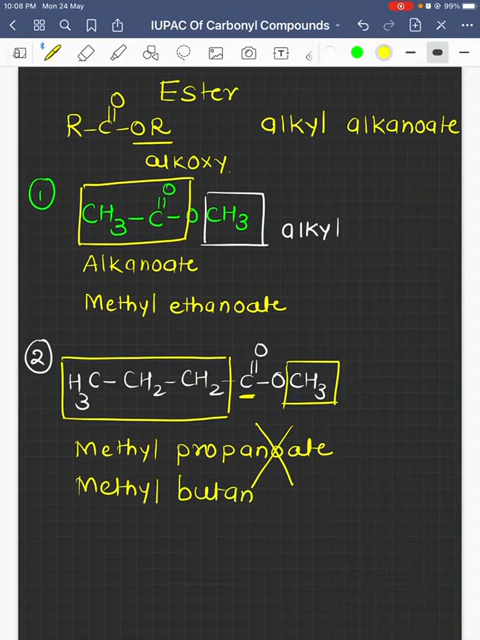 10:08 PM Mon 24 May
99%
IUPAC Of Carbonyl Compounds
Ester
O
R-C-OR
alkyl alkanoate
alkoxy.
1
O
CH3-C-O CH3
alkyl
Alkanoate
Methyl ethanoate
2
O
H3C-CH2-CH2-C-OCH3
Methyl propanoate
Methyl butan